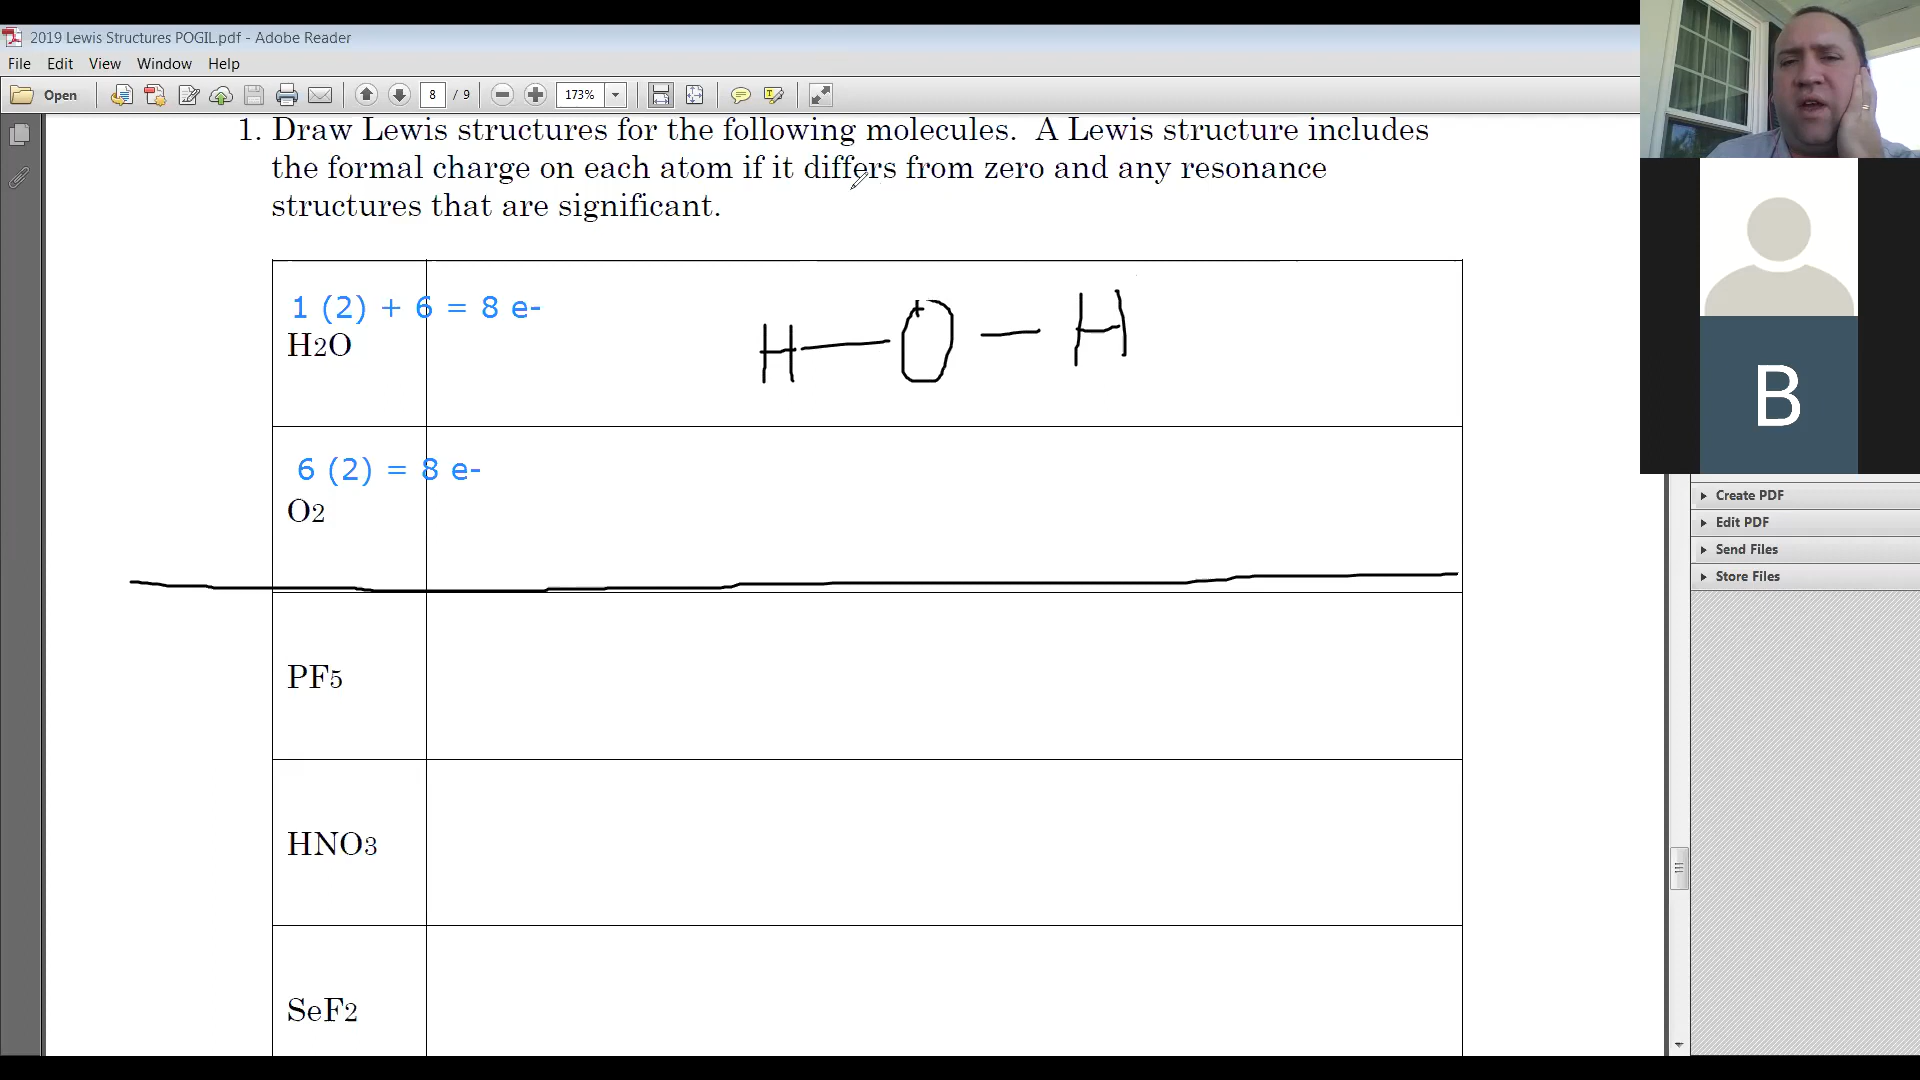 2019 Lewis Structures POGIL.pdf - Adobe Reader
File Edit View Window Help
Open 8 / 9 173%
1. Draw Lewis structures for the following molecules. A Lewis structure includes
the formal charge on each atom if it differs from zero and any resonance
structures that are significant.
1 (2) + 6 = 8 e-
H2O
H — O — H
6 (2) = 8 e-
O2
PF5
HNO3
SeF2
B
Create PDF
Edit PDF
Send Files
Store Files